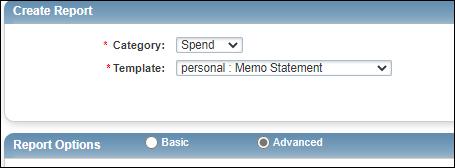 Create Report
* Category: Spend
* Template: personal : Memo Statement
Report Options Basic Advanced